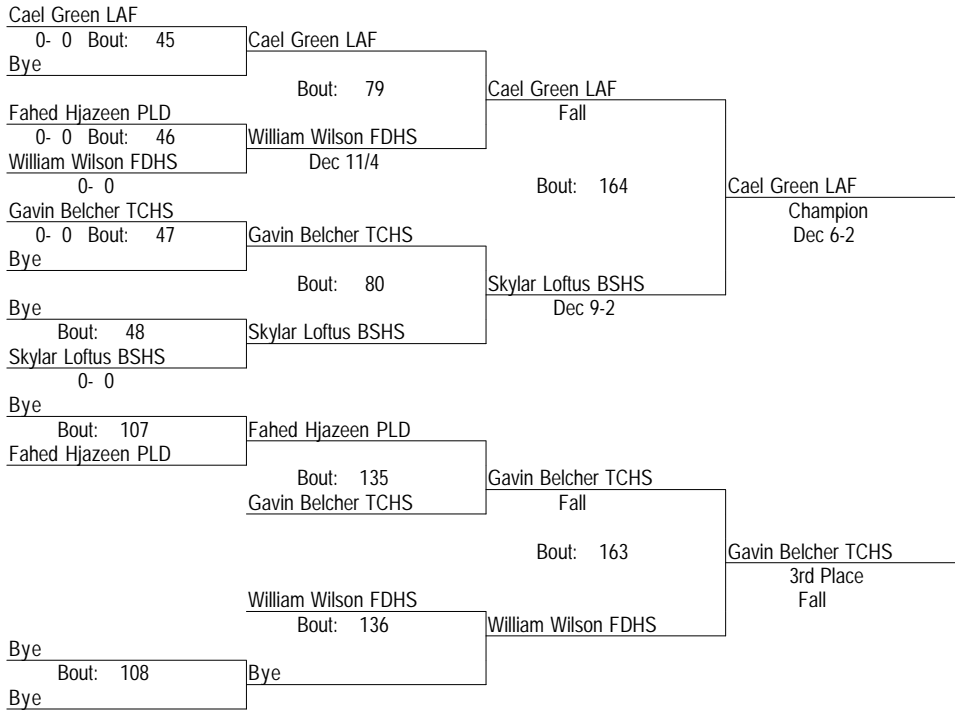 Cael Green LAF
0- 0 Bout: 45
Bye
Cael Green LAF
Bout: 79
Fahed Hjazeen PLD
0- 0 Bout: 46
William Wilson FDHS
0- 0
William Wilson FDHS
Dec 11/4
Cael Green LAF
Fall
Bout: 164
Gavin Belcher TCHS
0- 0 Bout: 47
Bye
Gavin Belcher TCHS
Bout: 80
Bye
Bout: 48
Skylar Loftus BSHS
0- 0
Skylar Loftus BSHS
Skylar Loftus BSHS
Dec 9-2
Cael Green LAF
Champion
Dec 6-2
Bye
Bout: 107
Fahed Hjazeen PLD
Fahed Hjazeen PLD
Bout: 135
Gavin Belcher TCHS
Gavin Belcher TCHS
Fall
Bout: 163
William Wilson FDHS
Bout: 136
Bye
Bout: 108
Bye
Bye
William Wilson FDHS
Gavin Belcher TCHS
3rd Place
Fall